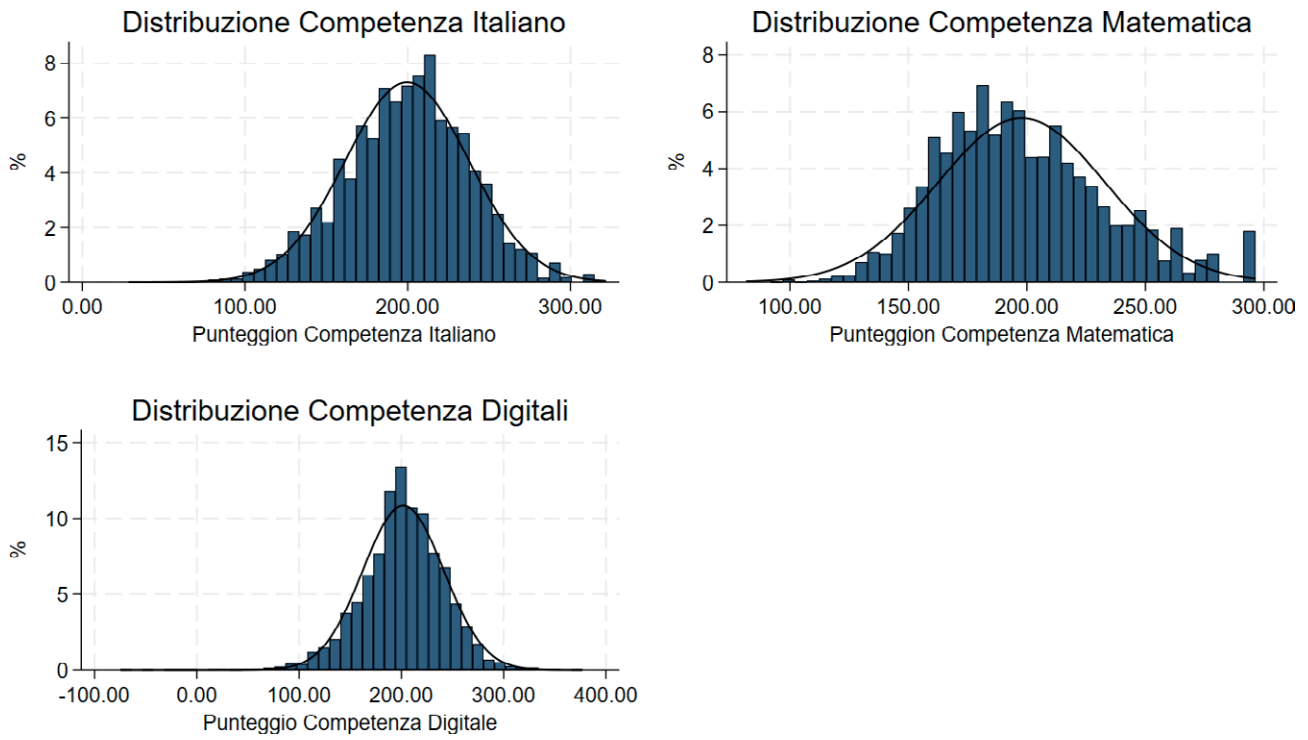 Distribuzione Competenza Italiano
8
6
4
2
0
%
0.00 100.00 200.00 300.00
Punteggion Competenza Italiano
Distribuzione Competenza Matematica
8
6
4
2
0
%
100.00 150.00 200.00 250.00 300.00
Punteggion Competenza Matematica
Distribuzione Competenza Digitali
15
10
5
0
%
-100.00 0.00 100.00 200.00 300.00 400.00
Punteggio Competenza Digitale